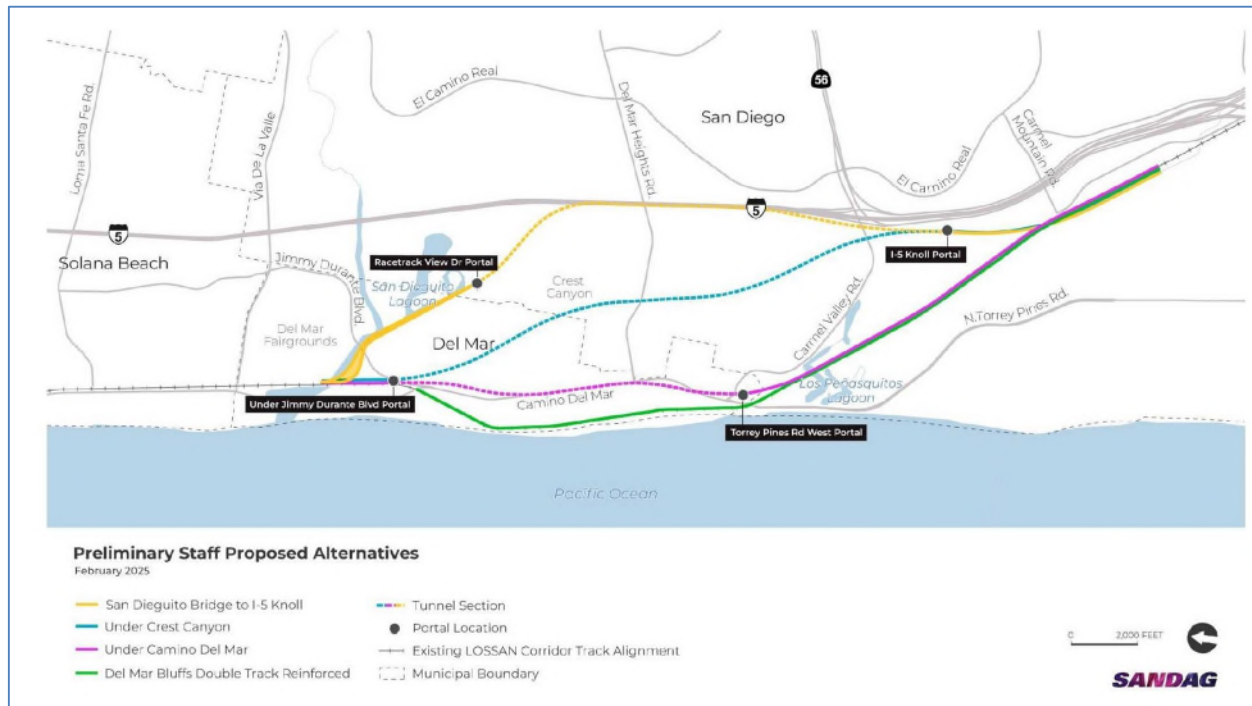 56
El Camino Real
Del Mar Heights Rd.
San Diego
Carmel
Mountain Rd.
Loma Santa Fe Rd.
Via De La Valle
El Camino Real
5
5
Solana Beach
Jimmy Durante Blvd.
Racetrack View Dr Portal
San Dieguito
Lagoon
Crest
Canyon
I-5 Knoll Portal
Carmel Valley Rd.
N.Torrey Pines Rd.
Del Mar
Fairgrounds
Del Mar
Los Peñasquitos
Lagoon
Under Jimmy Durante Blvd Portal
Camino Del Mar
Torrey Pines Rd West Portal
Pacific Ocean
Preliminary Staff Proposed Alternatives
February 2025
San Dieguito Bridge to I-5 Knoll
Under Crest Canyon
Under Camino Del Mar
Del Mar Bluffs Double Track Reinforced
Tunnel Section
Portal Location
Existing LOSSAN Corridor Track Alignment
Municipal Boundary
0 2,000 FEET
SANDAG